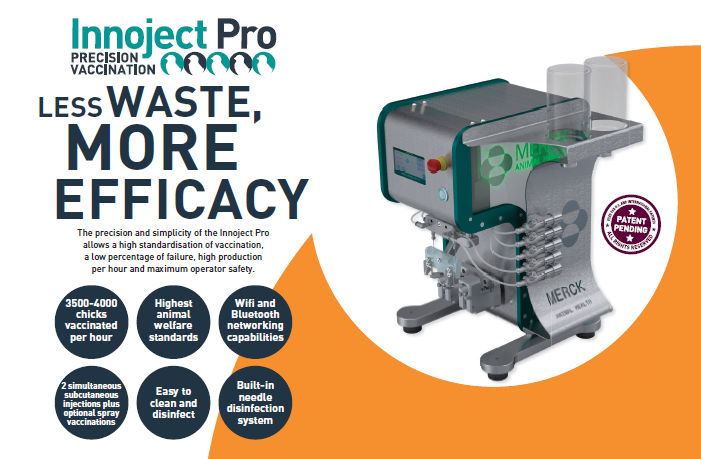 Innoject Pro
PRECISION
VACCINATION
LESS WASTE,
MORE
EFFICACY
The precision and simplicity of the Innoject Pro
allows a high standardisation of vaccination,
a low percentage of failure, high production
per hour and maximum operator safety.
3500-4000
chicks
vaccinated
per hour
Highest
animal
welfare
standards
Wifi and
Bluetooth
networking
capabilities
2 simultaneous
subcutaneous
injections plus
optional spray
vaccinations
Easy to
clean and
disinfect
Built-in
needle
disinfection
system
MERCK
ANIMAL HEALTH
PATENT
PENDING
ALL RIGHTS RESERVED